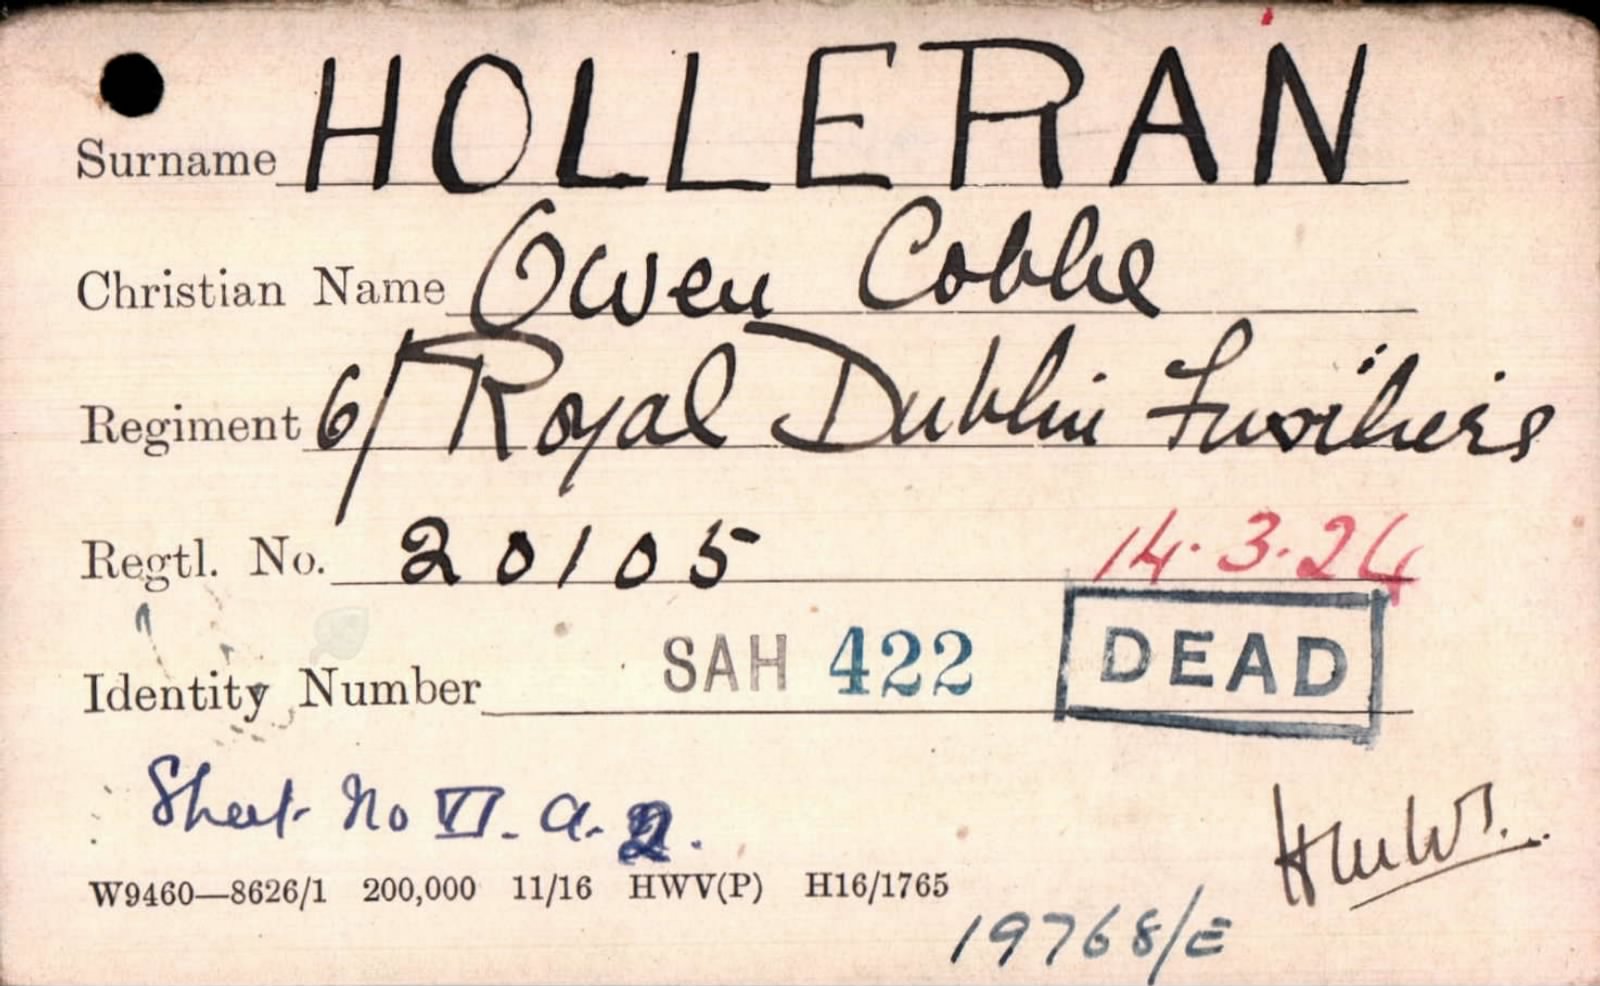 Surname HOLLERAN
Christian Name Owen Cobbe
Regiment 6/Royal Dublin Fusiliers
Regtl. No. 20105 14.3.24
Identity Number SAH 422 DEAD
Sheet No VI. a. 2.
W9460—8626/1 200,000 11/16 HWV(P) H16/1765
19768/E